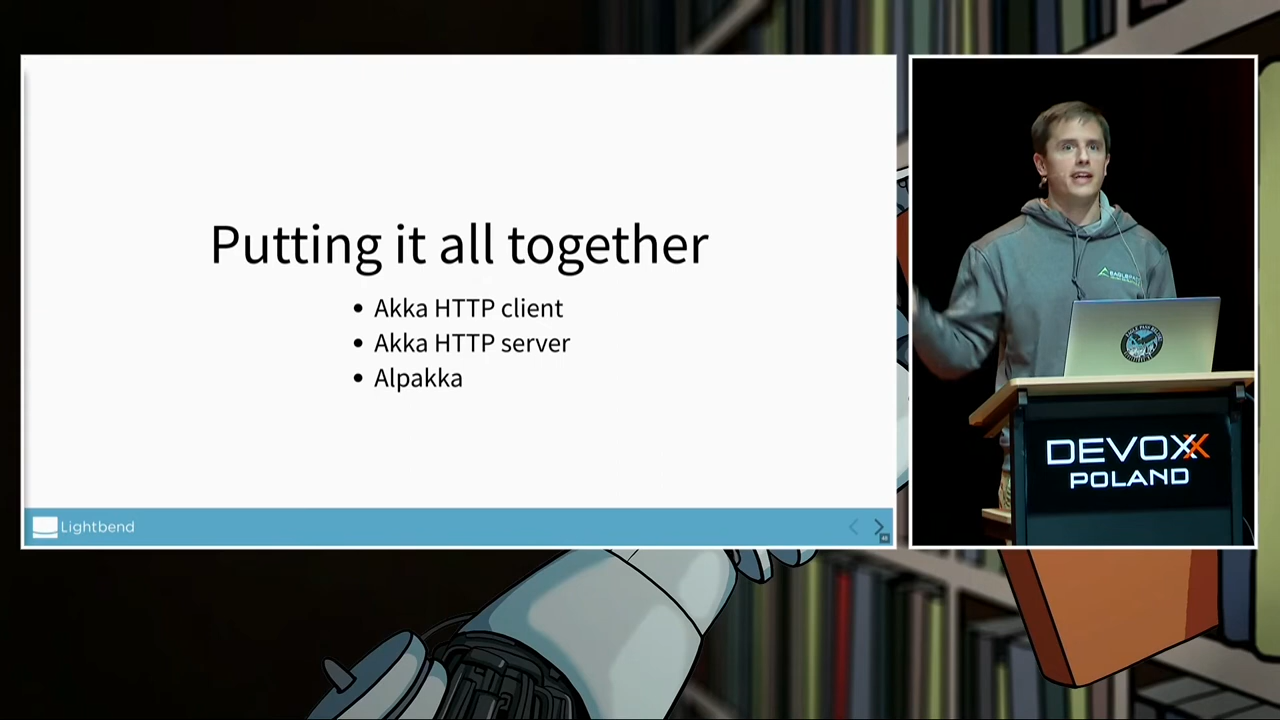 Putting it all together
• Akka HTTP client
• Akka HTTP server
• Alpakka
Lightbend
DEVOXX
POLAND